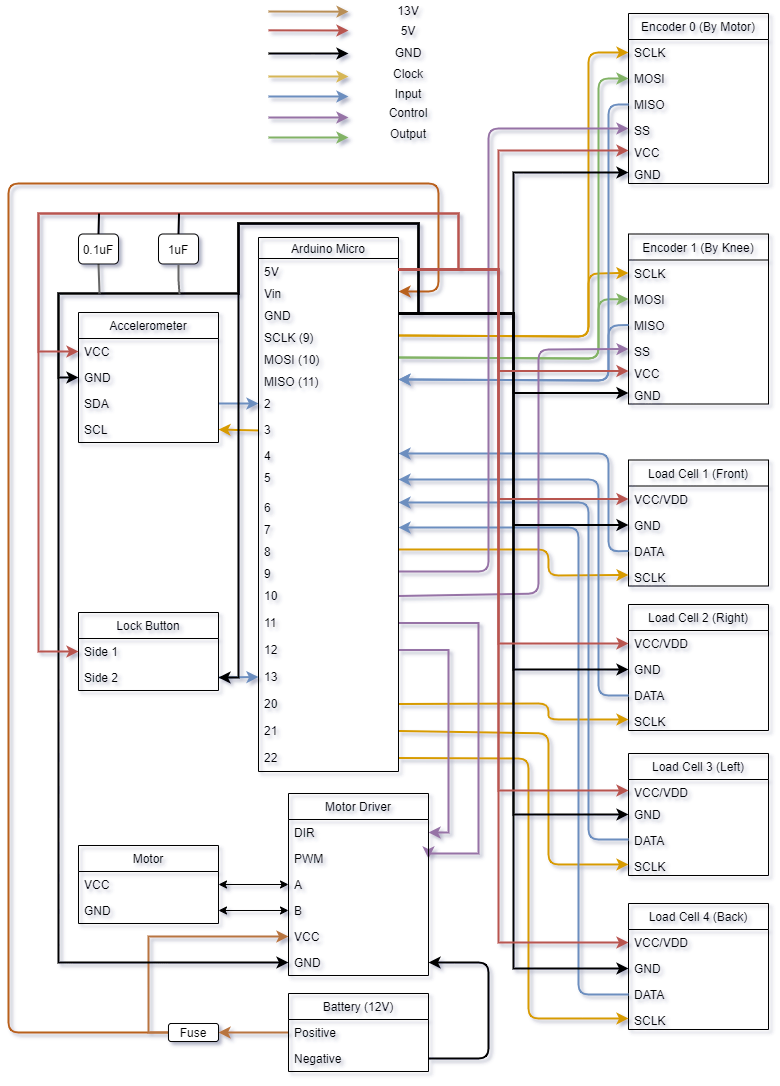 13V
5V
GND
Clock
Input
Control
Output
Encoder 0 (By Motor)
SCLK
MOSI
MISO
SS
VCC
GND
0.1uF
1uF
Arduino Micro
5V
Vin
GND
SCLK (9)
MOSI (10)
MISO (11)
2
3
4
5
6
7
8
9
10
11
12
13
20
21
22
Encoder 1 (By Knee)
SCLK
MOSI
MISO
SS
VCC
GND
Accelerometer
VCC
GND
SDA
SCL
Load Cell 1 (Front)
VCC/VDD
GND
DATA
SCLK
Lock Button
Side 1
Side 2
Load Cell 2 (Right)
VCC/VDD
GND
DATA
SCLK
Load Cell 3 (Left)
VCC/VDD
GND
DATA
SCLK
Motor Driver
DIR
PWM
A
B
VCC
GND
Motor
VCC
GND
Load Cell 4 (Back)
VCC/VDD
GND
DATA
SCLK
Battery (12V)
Positive
Negative
Fuse